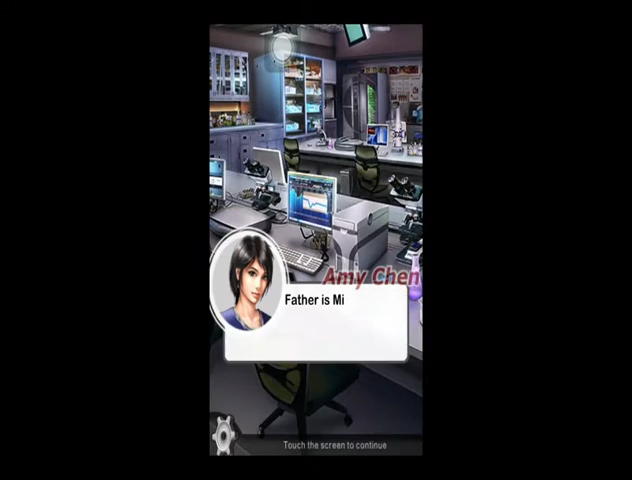 Amy Chen
Father is Mi
Touch the screen to continue